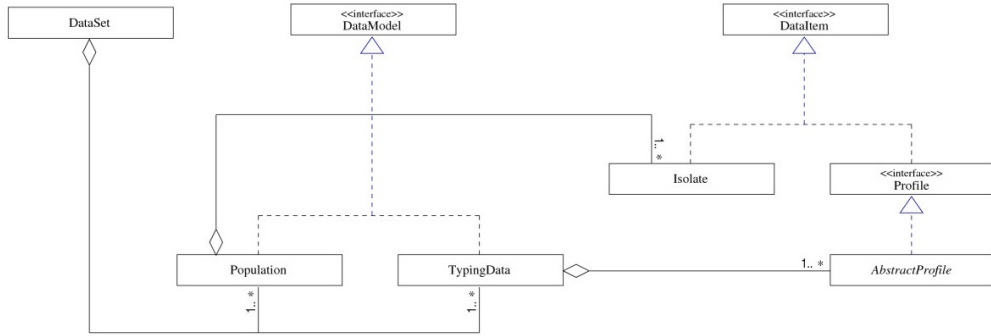 DataSet
<<interface>>
DataModel
<<interface>>
DataItem
1.. *
Isolate
<<interface>>
Profile
Population
TypingData
1.. *
AbstractProfile
1.. *
1.. *